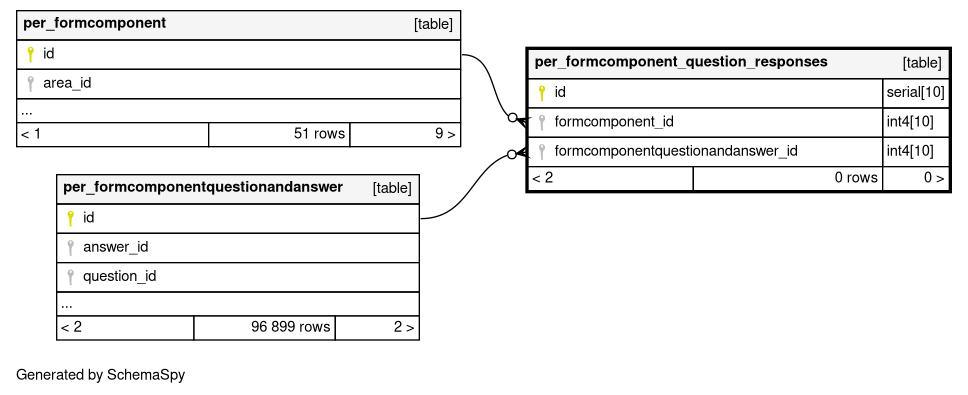 per_formcomponent [table]
id
area_id
...
< 1 51 rows 9 >
per_formcomponent_question_responses [table]
id serial[10]
formcomponent_id int4[10]
formcomponentquestionandanswer_id int4[10]
< 2 0 rows 0 >
per_formcomponentquestionandanswer [table]
id
answer_id
question_id
...
< 2 96 899 rows 2 >
Generated by SchemaSpy